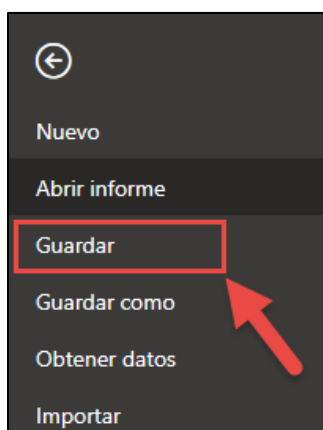 Nuevo
Abrir informe
Guardar
Guardar como
Obtener datos
Importar